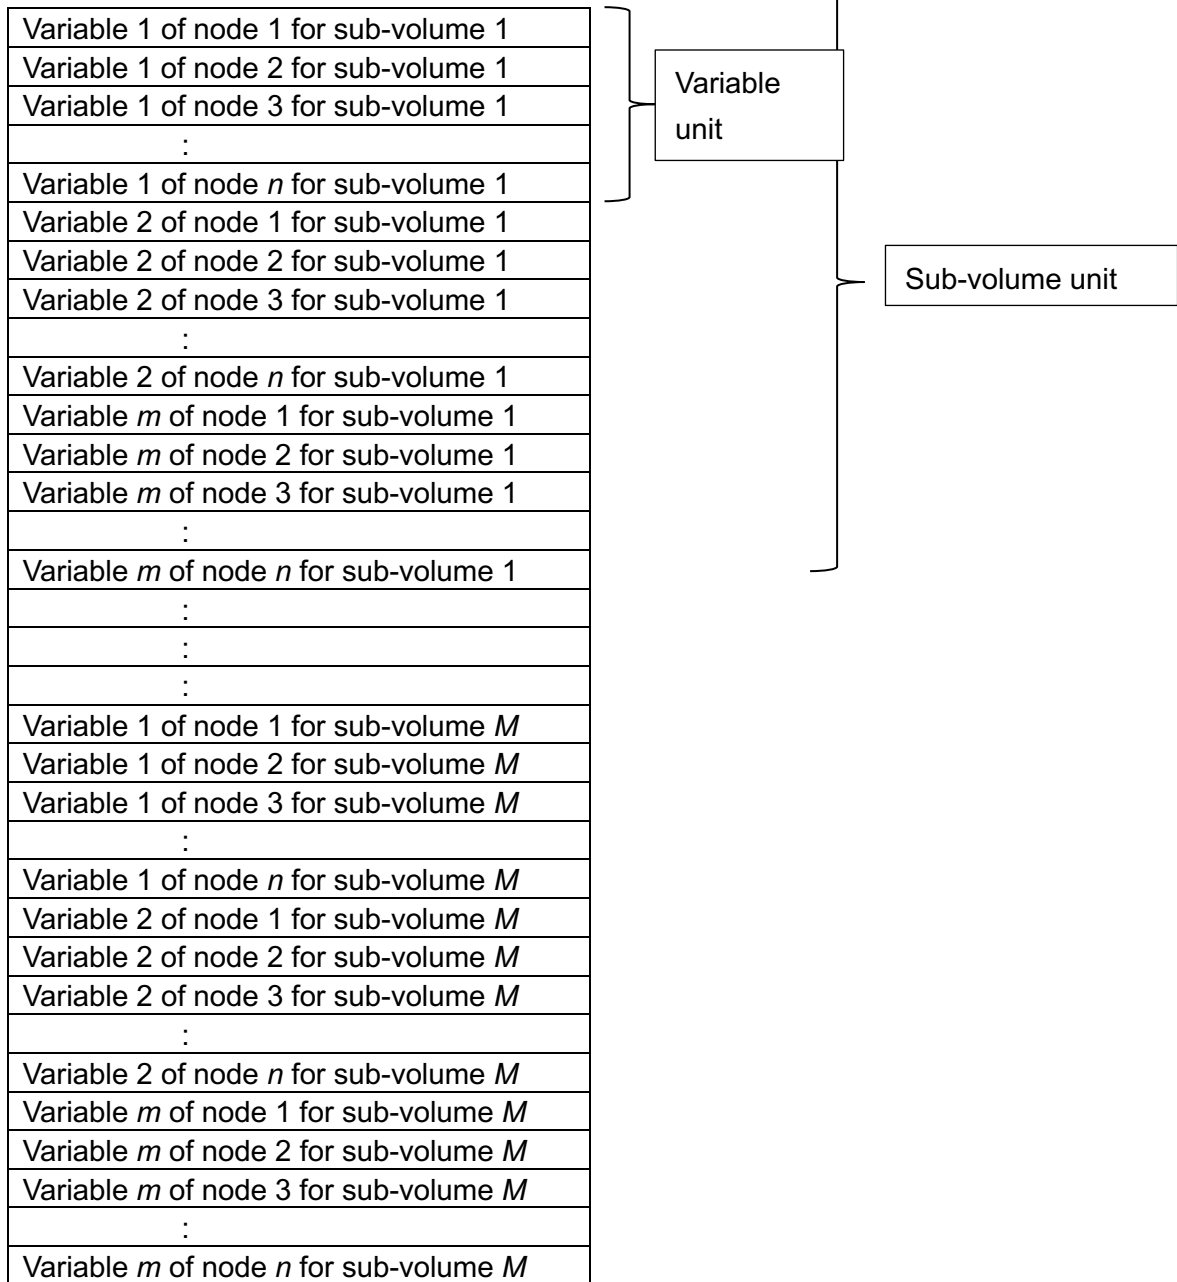 Variable 1 of node 1 for sub-volume 1
Variable 1 of node 2 for sub-volume 1
Variable 1 of node 3 for sub-volume 1
:
Variable 1 of node n for sub-volume 1
Variable 2 of node 1 for sub-volume 1
Variable 2 of node 2 for sub-volume 1
Variable 2 of node 3 for sub-volume 1
:
Variable 2 of node n for sub-volume 1
Variable m of node 1 for sub-volume 1
Variable m of node 2 for sub-volume 1
Variable m of node 3 for sub-volume 1
:
Variable m of node n for sub-volume 1
:
:
:
Variable 1 of node 1 for sub-volume M
Variable 1 of node 2 for sub-volume M
Variable 1 of node 3 for sub-volume M
:
Variable 1 of node n for sub-volume M
Variable 2 of node 1 for sub-volume M
Variable 2 of node 2 for sub-volume M
Variable 2 of node 3 for sub-volume M
:
Variable 2 of node n for sub-volume M
Variable m of node 1 for sub-volume M
Variable m of node 2 for sub-volume M
Variable m of node 3 for sub-volume M
:
Variable m of node n for sub-volume M
Variable
unit
Sub-volume unit